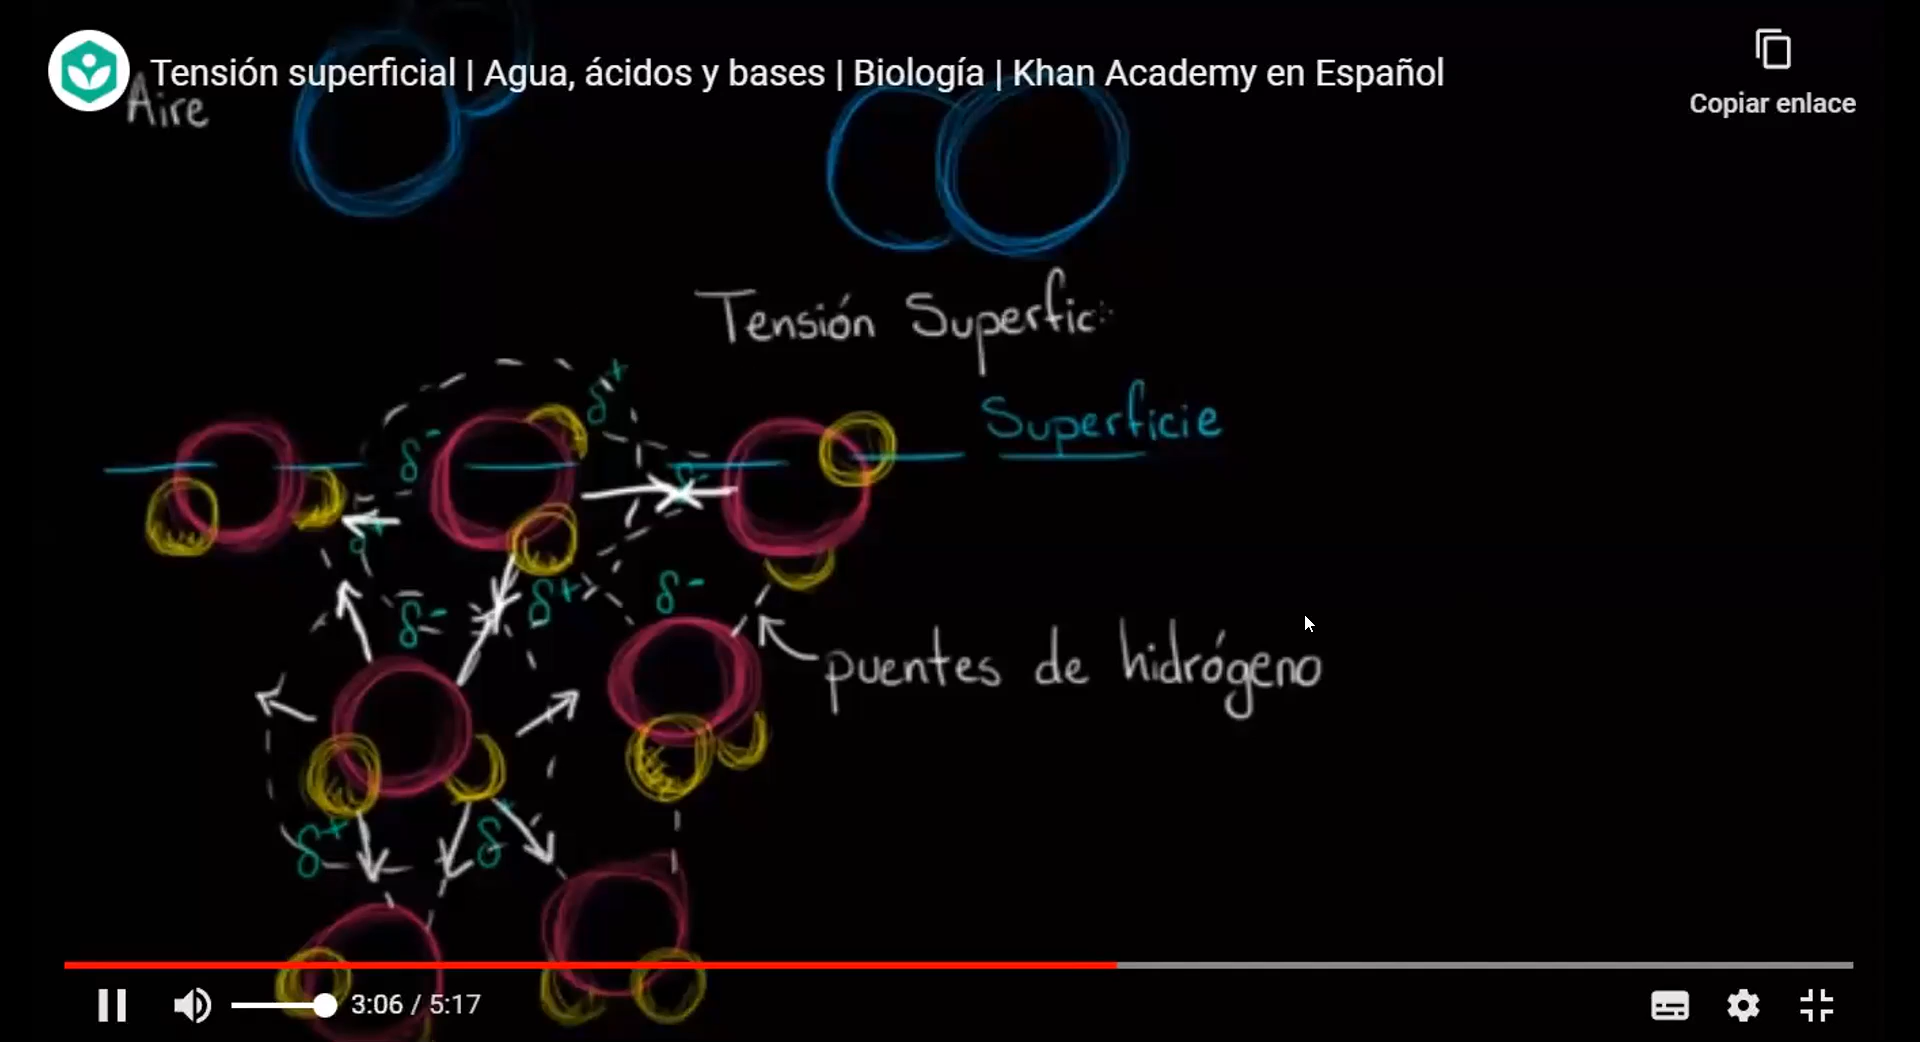 Tensión superficial | Agua, ácidos y bases | Biología | Khan Academy en Español
Copiar enlace
Aire
Tensión Superfic
Superficie
δ+
δ-
δ-
δ+
δ-
δ+
δ-
puentes de hidrógeno
δ+
δ
3:06 / 5:17